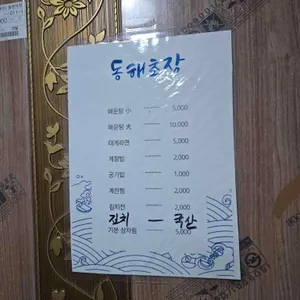 동해초장
매운탕 小 5,000
매운탕 大 10,000
대게라면 5,000
게장밥 2,000
공기밥 1,000
계란찜 2,000
김치전 2,000
김치 — 국산
기본 상차림 5,000